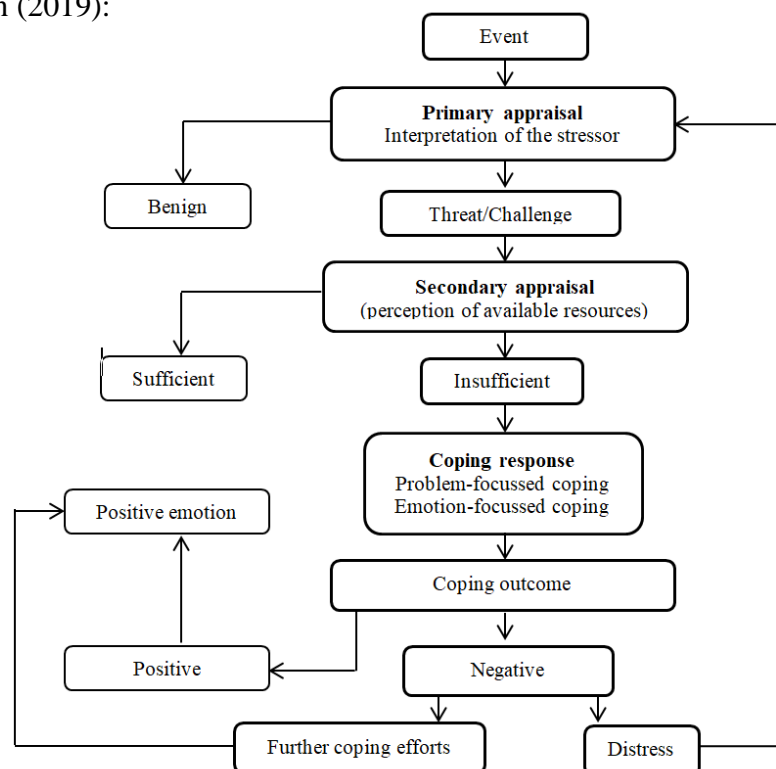 (2019):
Event
Primary appraisal
Interpretation of the stressor
Benign
Threat/Challenge
Secondary appraisal
(perception of available resources)
Sufficient
Insufficient
Coping response
Problem-focussed coping
Emotion-focussed coping
Positive emotion
Coping outcome
Positive
Negative
Further coping efforts
Distress